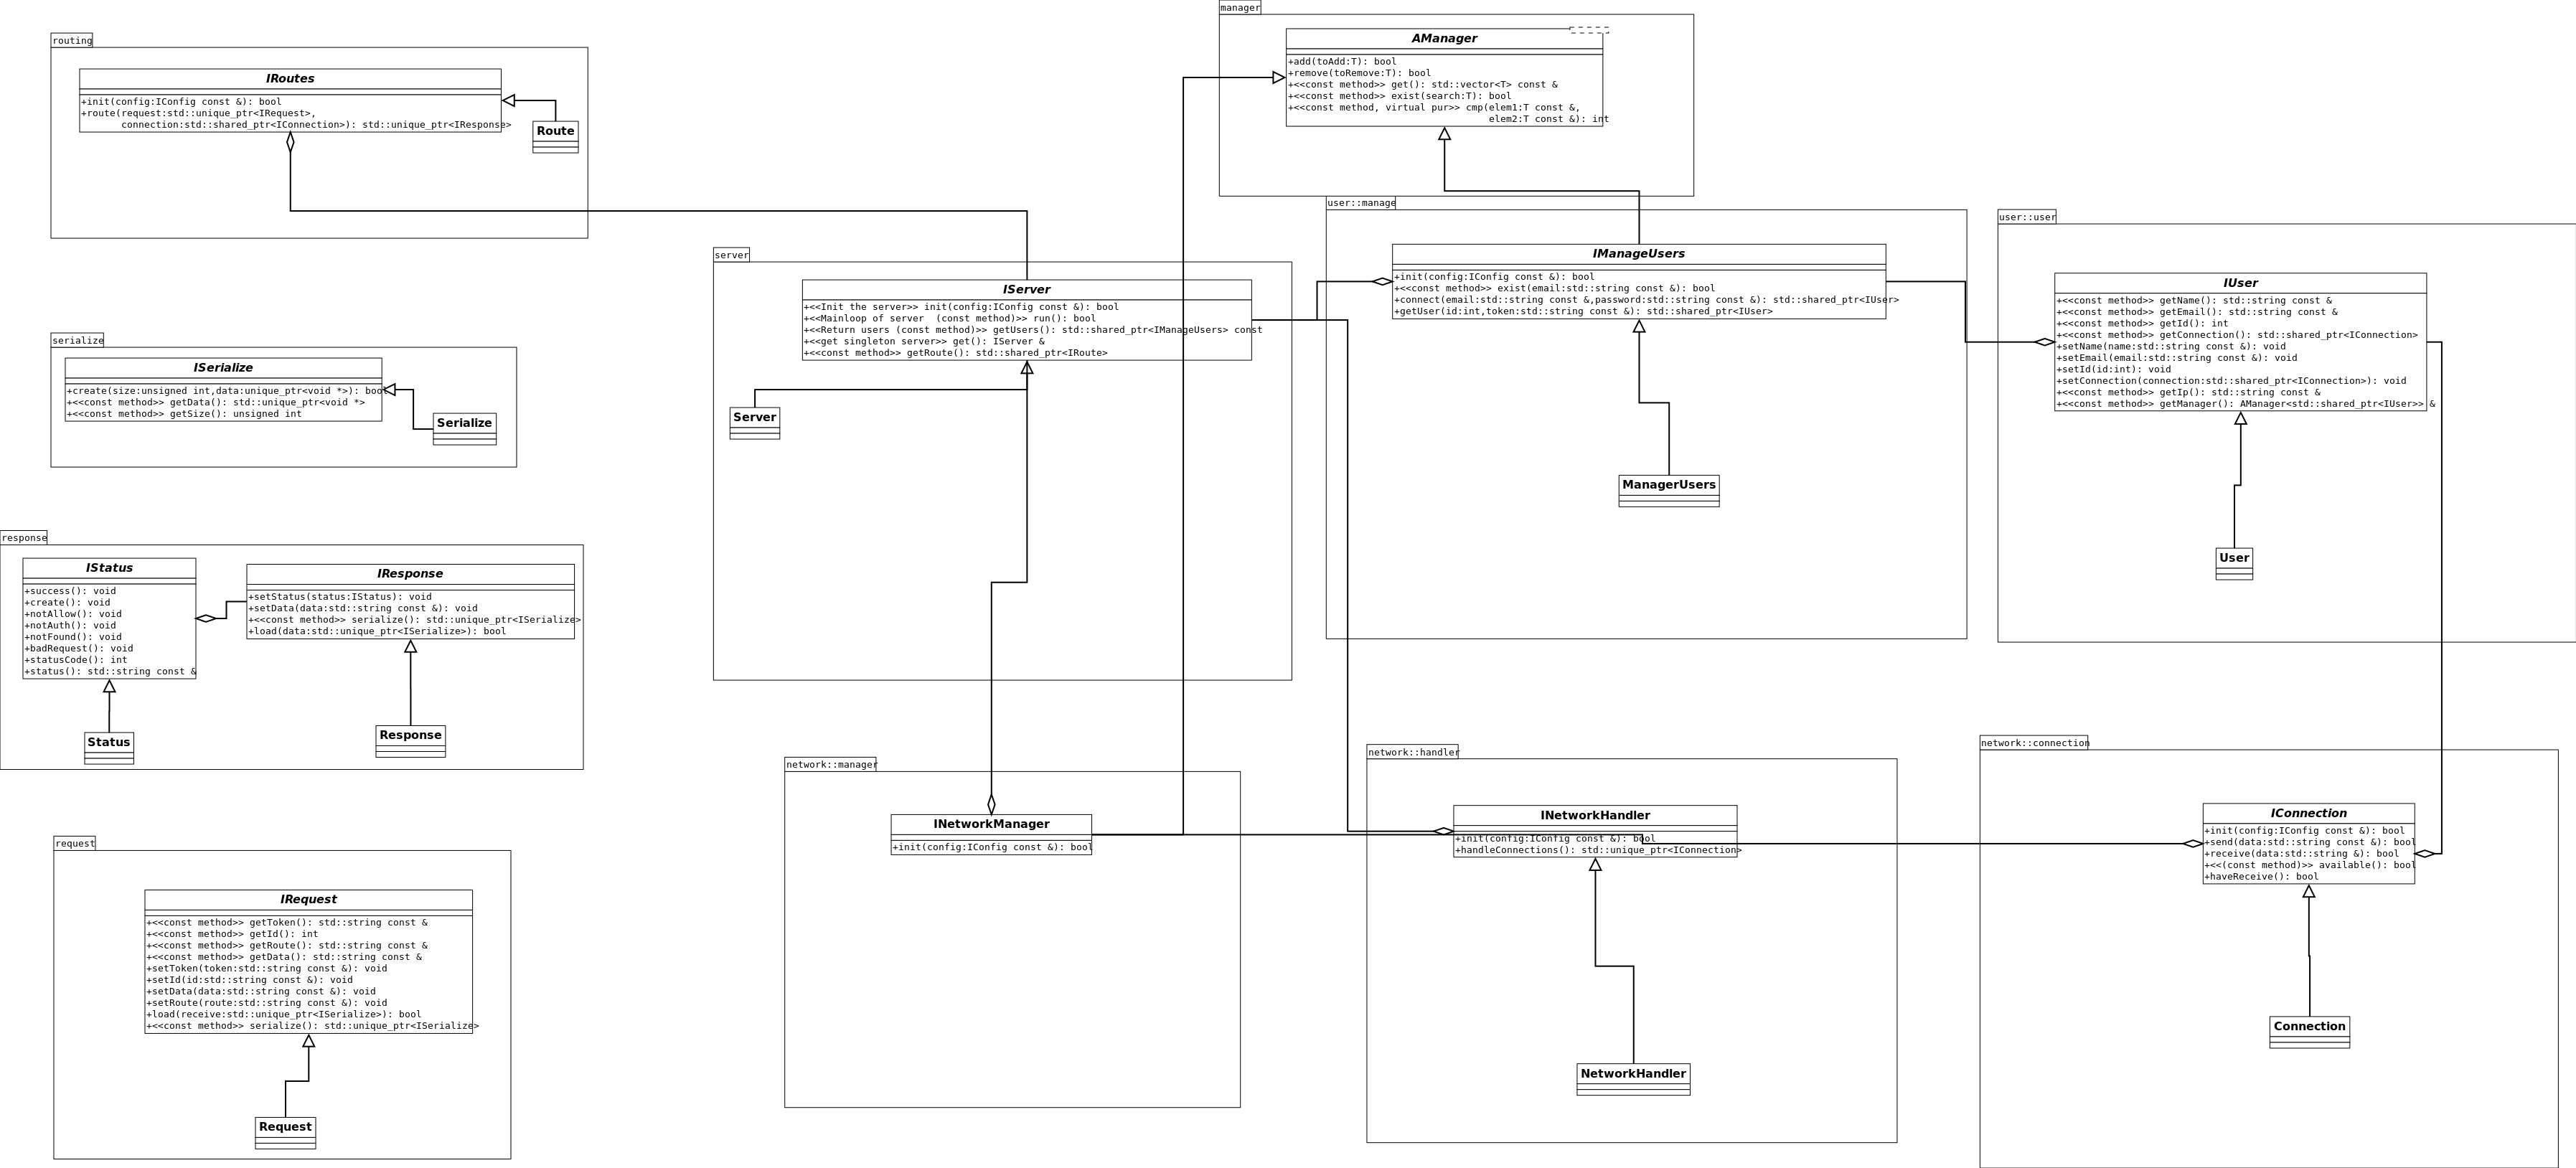 manager
AManager
+add(toAdd:T): bool
+remove(toRemove:T): bool
+<<const method>> get(): std::vector<T> const &
+<<const method>> exist(search:T): bool
+<<const method, virtual pur>> cmp(elem1:T const &,
elem2:T const &): int
routing
IRoutes
+init(config:IConfig const &): bool
+route(request:std::unique_ptr<IRequest>,
connection:std::shared_ptr<IConnection>): std::unique_ptr<IResponse>
Route
server
IServer
+<<Init the server>> init(config:IConfig const &): bool
+<<Mainloop of server  (const method)>> run(): bool
+<<Return users (const method)>> getUsers(): std::shared_ptr<IManageUsers> const
+<<get singleton server>> get(): IServer &
+<<const method>> getRoute(): std::shared_ptr<IRoute>
Server
user::manage
IManageUsers
+init(config:IConfig const &): bool
+<<const method>> exist(email:std::string const &): bool
+connect(email:std::string const &,password:std::string const &): std::shared_ptr<IUser>
+getUser(id:int,token:std::string const &): std::shared_ptr<IUser>
ManagerUsers
user::user
IUser
+<<const method>> getName(): std::string const &
+<<const method>> getEmail(): std::string const &
+<<const method>> getId(): int
+<<const method>> getConnection(): std::shared_ptr<IConnection>
+setName(name:std::string const &): void
+setEmail(email:std::string const &): void
+setId(id:int): void
+setConnection(connection:std::shared_ptr<IConnection>): void
+<<const method>> getIp(): std::string const &
+<<const method>> getManager(): AManager<std::shared_ptr<IUser>> &
User
serialize
ISerialize
+create(size:unsigned int,data:unique_ptr<void *>): bool
+<<const method>> getData(): std::unique_ptr<void *>
+<<const method>> getSize(): unsigned int
Serialize
response
IStatus
+success(): void
+create(): void
+notAllow(): void
+notAuth(): void
+notFound(): void
+badRequest(): void
+statusCode(): int
+status(): std::string const &
Status
IResponse
+setStatus(status:IStatus): void
+setData(data:std::string const &): void
+<<const method>> serialize(): std::unique_ptr<ISerialize>
+load(data:std::unique_ptr<ISerialize>): bool
Response
network::manager
INetworkManager
+init(config:IConfig const &): bool
network::handler
INetworkHandler
+init(config:IConfig const &): bool
+handleConnections(): std::unique_ptr<IConnection>
NetworkHandler
network::connection
IConnection
+init(config:IConfig const &): bool
+send(data:std::string const &): bool
+receive(data:std::string &): bool
+<<(const method)>> available(): bool
+haveReceive(): bool
Connection
request
IRequest
+<<const method>> getToken(): std::string const &
+<<const method>> getId(): int
+<<const method>> getRoute(): std::string const &
+<<const method>> getData(): std::string const &
+setToken(token:std::string const &): void
+setId(id:std::string const &): void
+setData(data:std::string const &): void
+setRoute(route:std::string const &): void
+load(receive:std::unique_ptr<ISerialize>): bool
+<<const method>> serialize(): std::unique_ptr<ISerialize>
Request